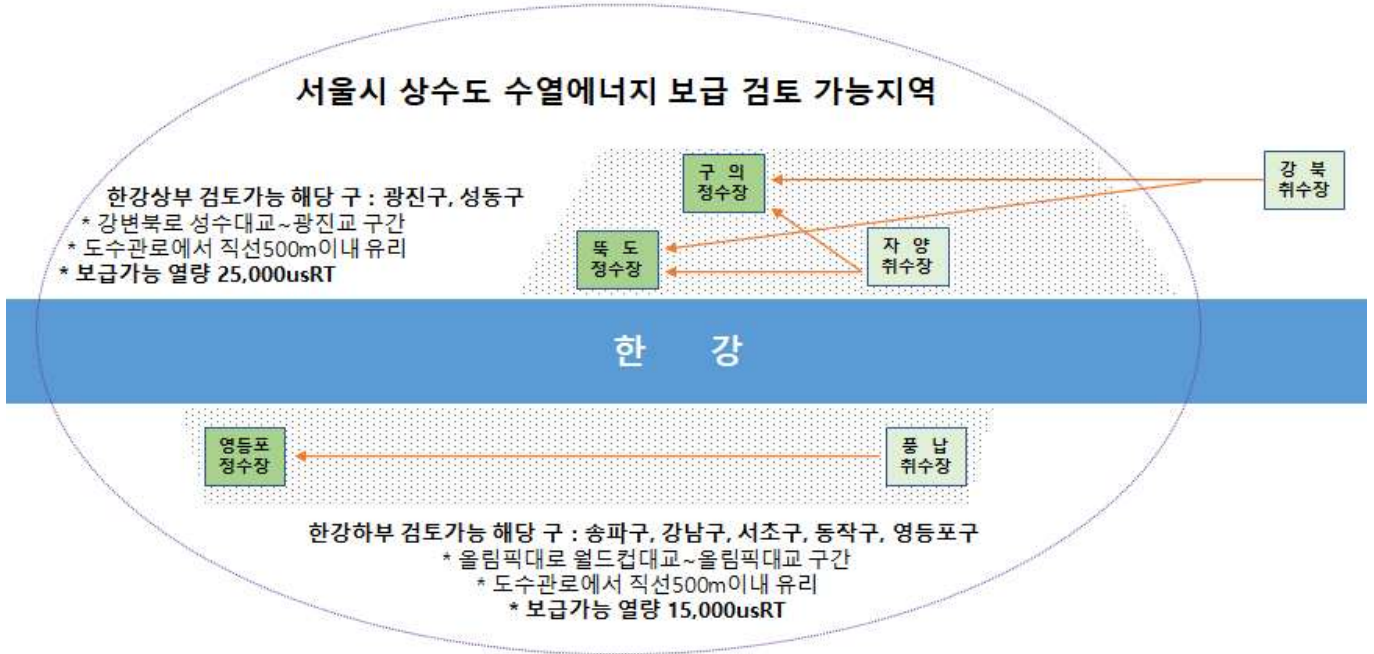 서울시 상수도 수열에너지 보급 검토 가능지역
구 의
정수장
강 북
취수장
한강상부 검토가능 해당 구 : 광진구, 성동구
* 강변북로 성수대교~광진교 구간
* 도수관로에서 직선500m이내 유리
* 보급가능 열량 25,000usRT
뚝 도
정수장
자 양
취수장
한 강
영등포
정수장
풍 납
취수장
한강하부 검토가능 해당 구 : 송파구, 강남구, 서초구, 동작구, 영등포구
* 올림픽대로 월드컵대교~올림픽대교 구간
* 도수관로에서 직선500m이내 유리
* 보급가능 열량 15,000usRT